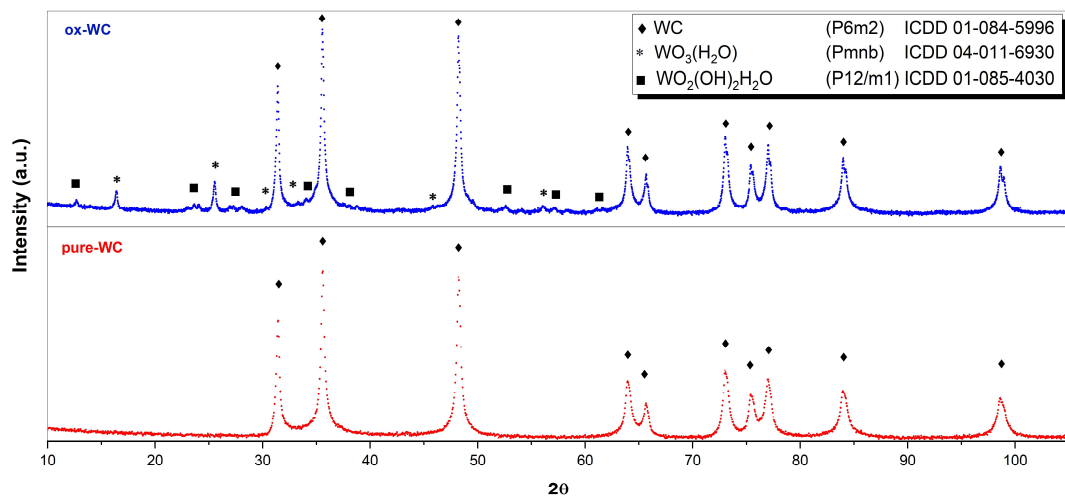 ox-WC
♦ WC (P6m2) ICDD 01-084-5996
* WO₃(H₂O) (Pmnb) ICDD 04-011-6930
■ WO₂(OH)₂H₂O (P12/m1) ICDD 01-085-4030
Intensity (a.u.)
pure-WC
10 20 30 40 50 60 70 80 90 100
2θ